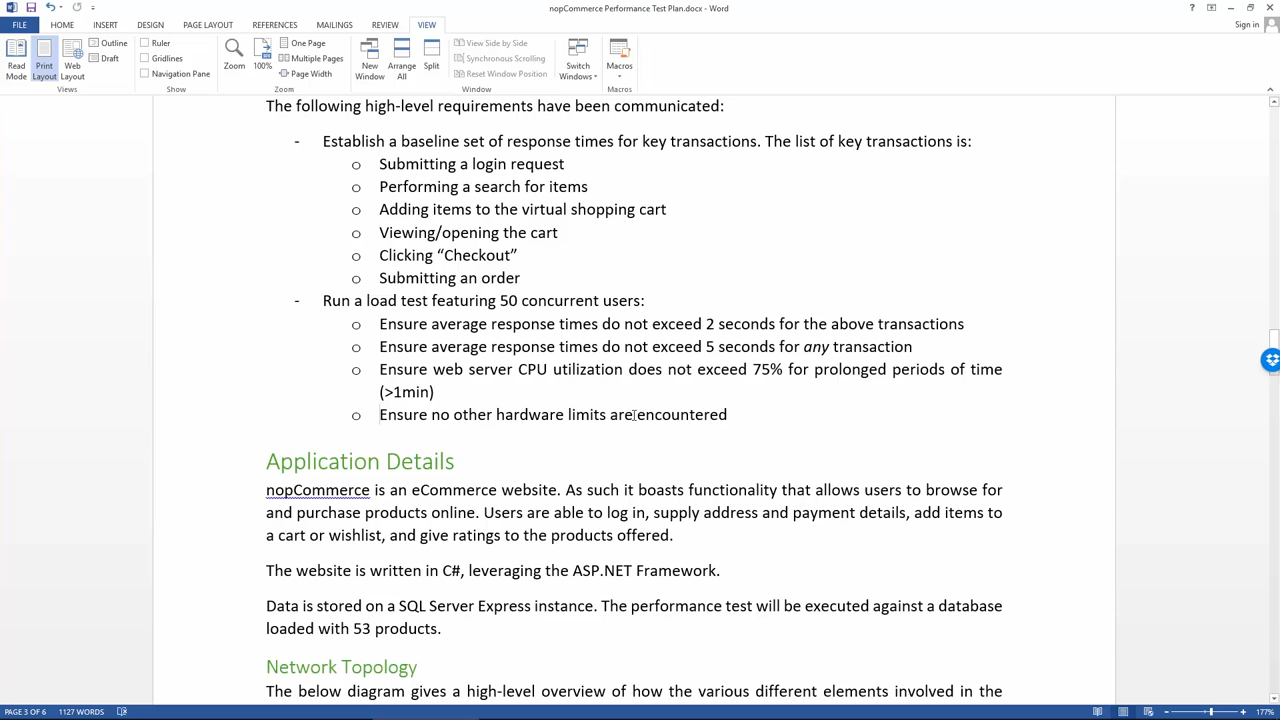 nopCommerce Performance Test Plan.docx - Word
Sign in
FILE HOME INSERT DESIGN PAGE LAYOUT REFERENCES MAILINGS REVIEW VIEW
Read Mode
Print Layout
Web Layout
Outline
Draft
Views
Ruler
Gridlines
Navigation Pane
Show
Zoom
100%
One Page
Multiple Pages
Page Width
Zoom
New Window
Arrange All
Split
View Side by Side
Synchronous Scrolling
Reset Window Position
Window
Switch Windows
Macros
Macros
The following high-level requirements have been communicated:
- Establish a baseline set of response times for key transactions. The list of key transactions is:
o Submitting a login request
o Performing a search for items
o Adding items to the virtual shopping cart
o Viewing/opening the cart
o Clicking “Checkout”
o Submitting an order
- Run a load test featuring 50 concurrent users:
o Ensure average response times do not exceed 2 seconds for the above transactions
o Ensure average response times do not exceed 5 seconds for any transaction
o Ensure web server CPU utilization does not exceed 75% for prolonged periods of time
(>1min)
o Ensure no other hardware limits are encountered
Application Details
nopCommerce is an eCommerce website. As such it boasts functionality that allows users to browse for
and purchase products online. Users are able to log in, supply address and payment details, add items to
a cart or wishlist, and give ratings to the products offered.
The website is written in C#, leveraging the ASP.NET Framework.
Data is stored on a SQL Server Express instance. The performance test will be executed against a database
loaded with 53 products.
Network Topology
The below diagram gives a high-level overview of how the various different elements involved in the
PAGE 3 OF 6 1127 WORDS
177%